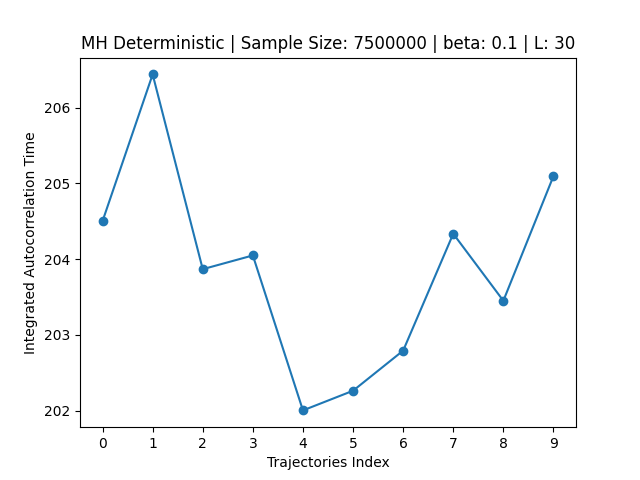 MH Deterministic | Sample Size: 7500000 | beta: 0.1 | L: 30
Integrated Autocorrelation Time
206
205
204
203
202
0 1 2 3 4 5 6 7 8 9
Trajectories Index